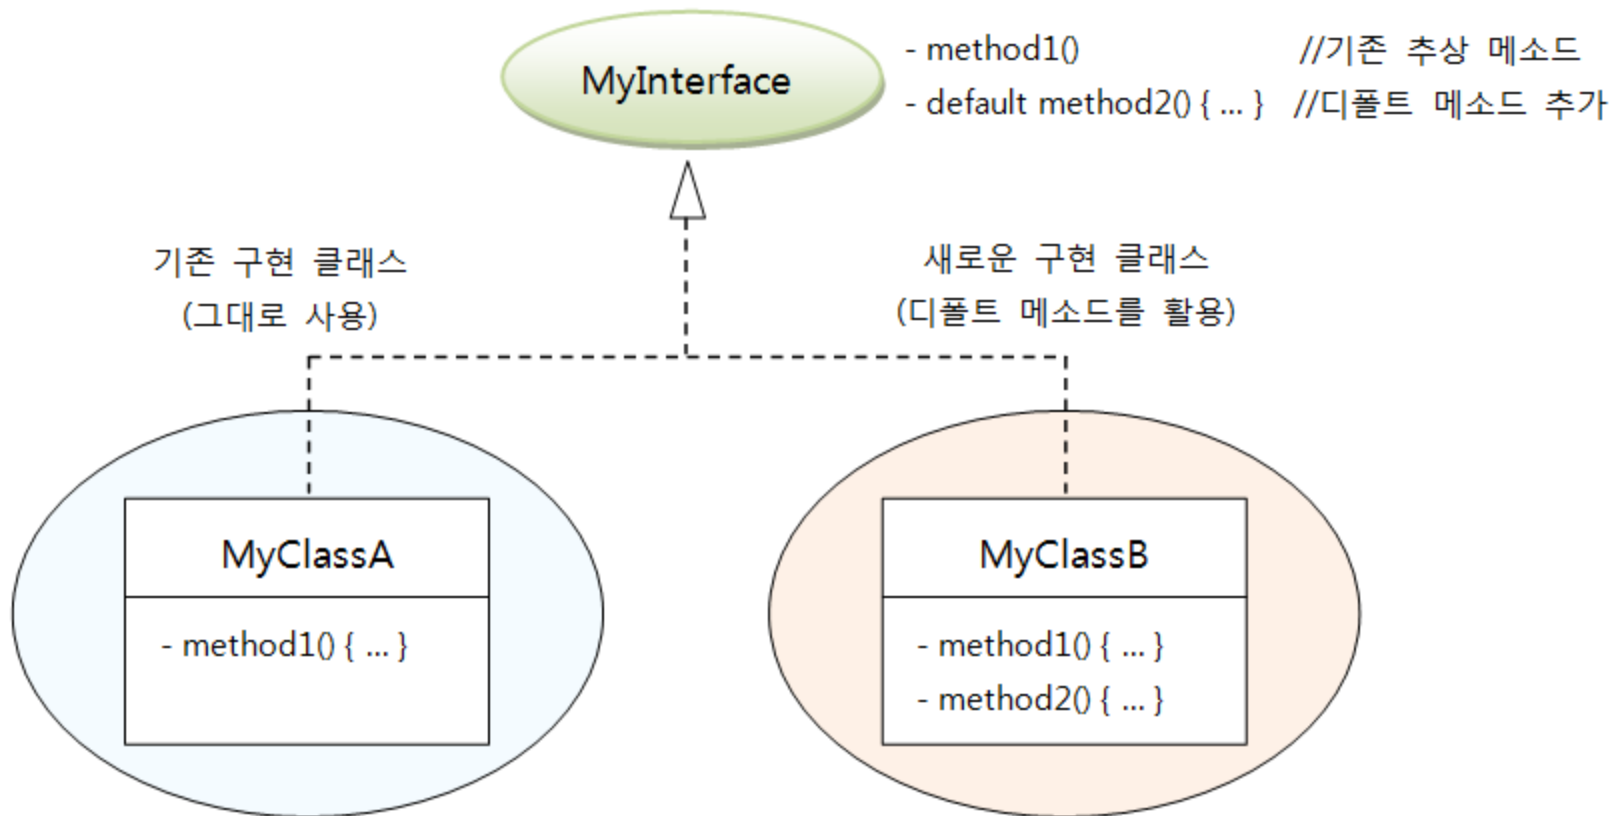 MyInterface
- method1() //기존 추상 메소드
- default method2() { ... } //디폴트 메소드 추가
기존 구현 클래스
(그대로 사용)
새로운 구현 클래스
(디폴트 메소드를 활용)
MyClassA
- method1() { ... }
MyClassB
- method1() { ... }
- method2() { ... }